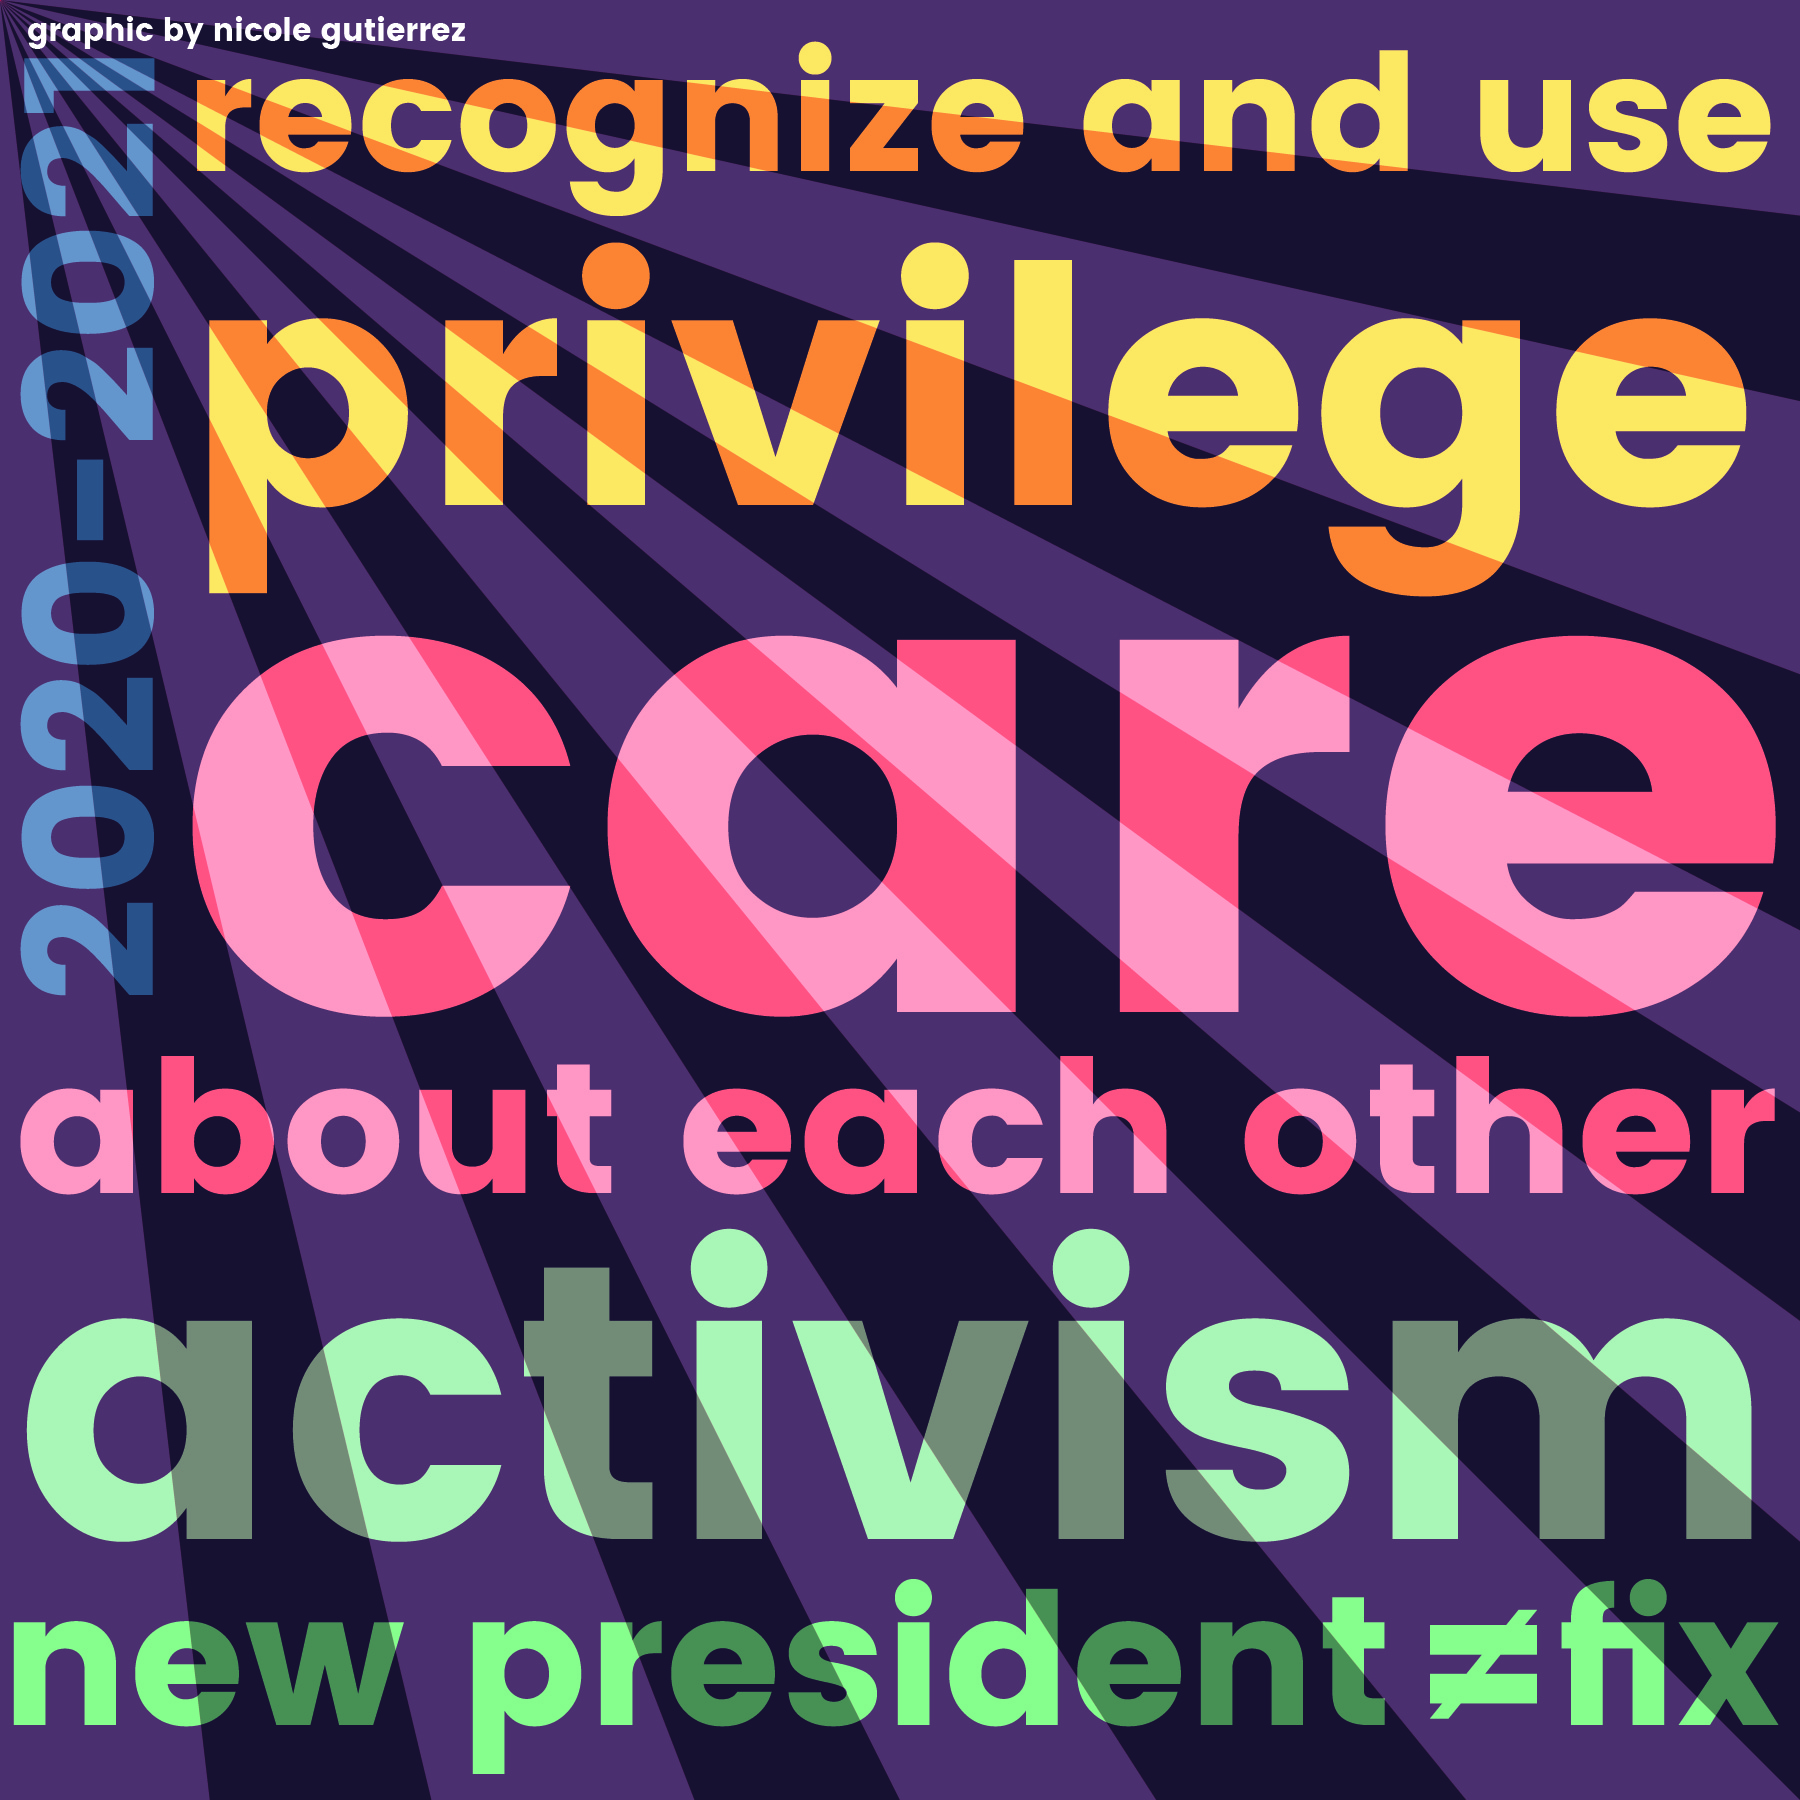 graphic by nicole gutierrez
2020-2021
recognize and use
privilege
care
about each other
activism
new president ≠ fix